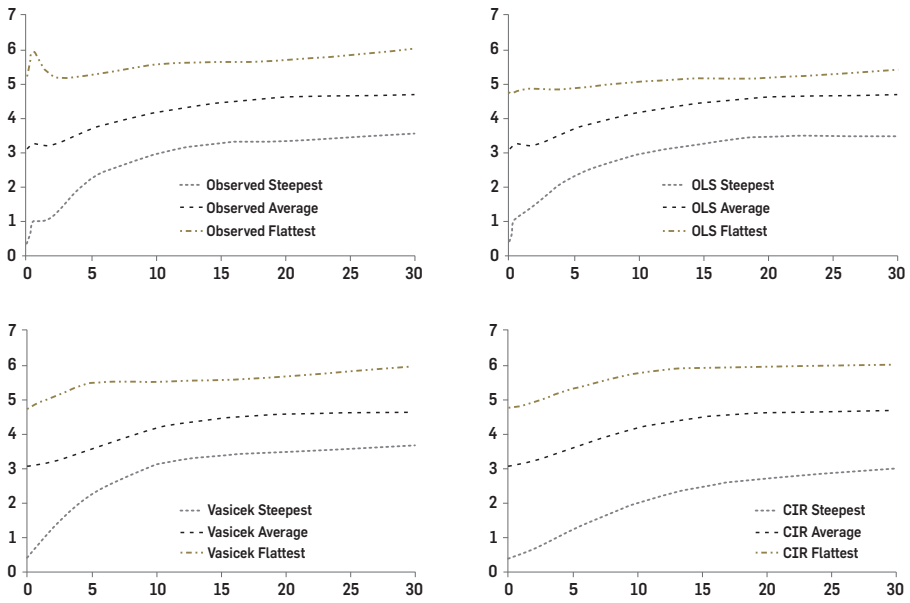 7
6
5
4
3
2
1
0
0 5 10 15 20 25 30
Observed Steepest
Observed Average
Observed Flattest
7
6
5
4
3
2
1
0
0 5 10 15 20 25 30
OLS Steepest
OLS Average
OLS Flattest
7
6
5
4
3
2
1
0
0 5 10 15 20 25 30
Vasicek Steepest
Vasicek Average
Vasicek Flattest
7
6
5
4
3
2
1
0
0 5 10 15 20 25 30
CIR Steepest
CIR Average
CIR Flattest